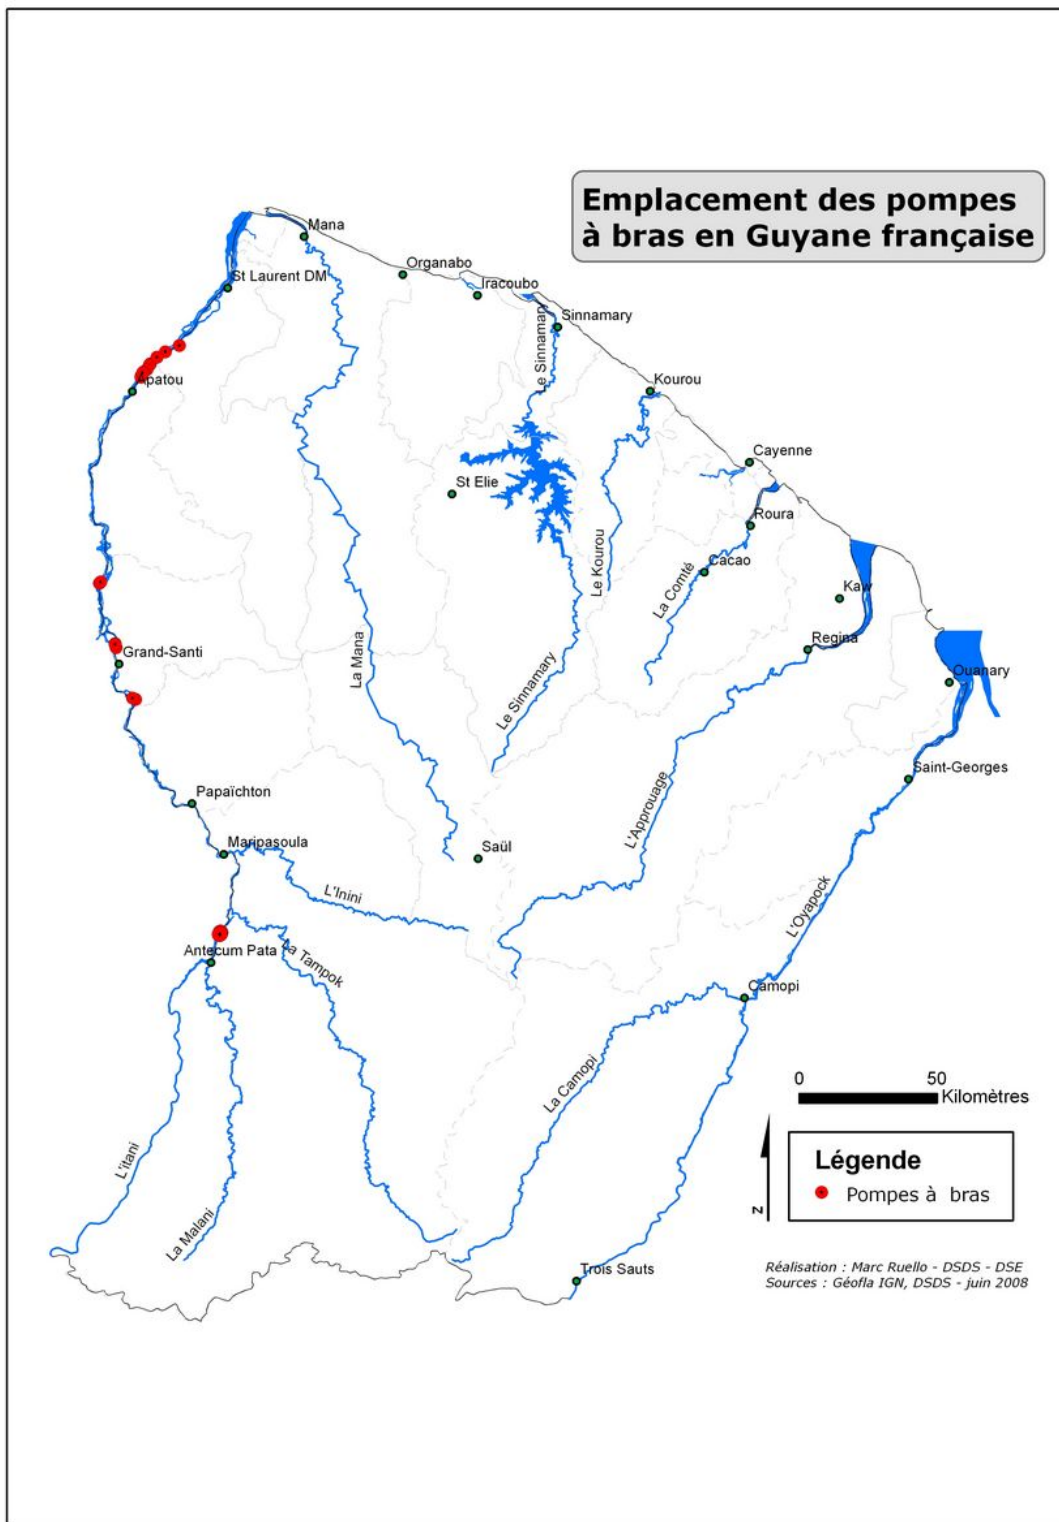 Emplacement des pompes
à bras en Guyane française
Mana
Organabo
St Laurent DM
Iracoubo
Sinnamary
Le Sinnamary
Apatou
Kourou
Cayenne
St Elie
Roura
Le Kourou
La Comté
Cacao
Kaw
La Mana
Regina
Grand-Santi
Le Sinnamary
Ouanary
Saint-Georges
Papaïchton
L'Approuage
Maripasoula
Saül
L'Inini
L'Oyapock
Antecum Pata
La Tampok
Camopi
La Camopi
0 50
Kilomètres
L'itani
La Malani
Légende
Pompes à bras
N
Trois Sauts
Réalisation : Marc Ruello - DSDS - DSE
Sources : Géofla IGN, DSDS - juin 2008